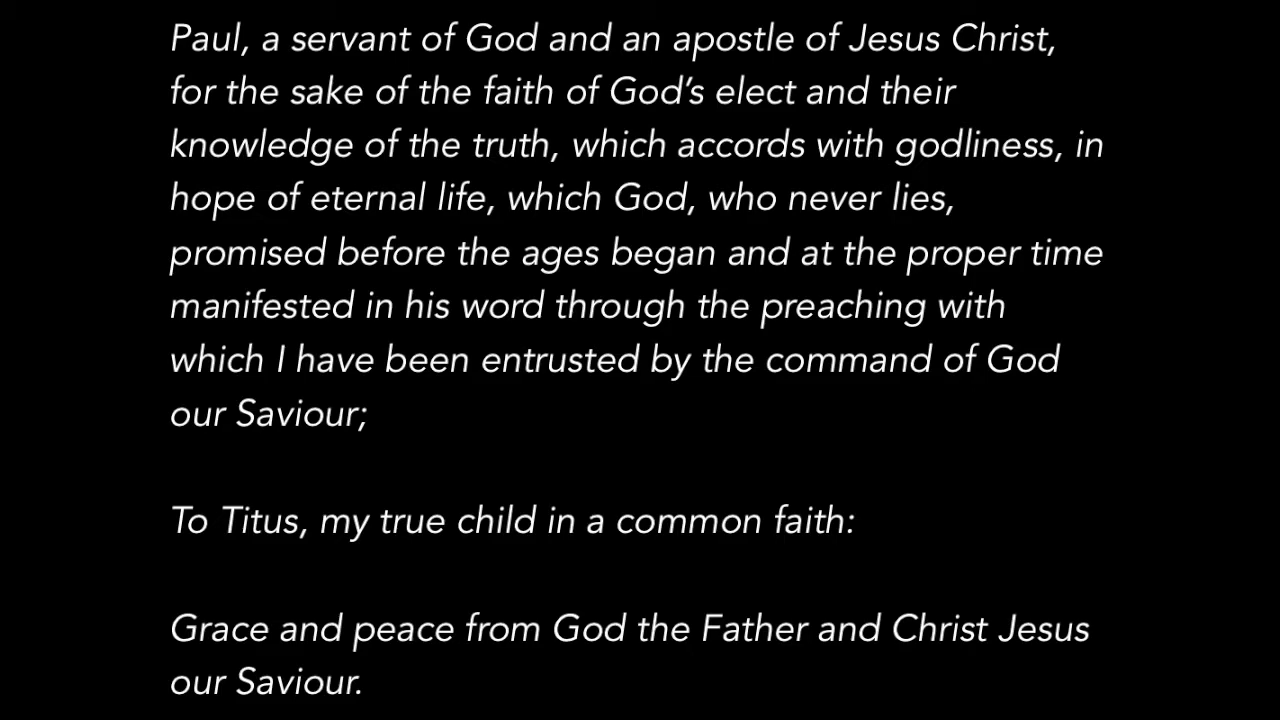 Paul, a servant of God and an apostle of Jesus Christ,
for the sake of the faith of God’s elect and their
knowledge of the truth, which accords with godliness, in
hope of eternal life, which God, who never lies,
promised before the ages began and at the proper time
manifested in his word through the preaching with
which I have been entrusted by the command of God
our Saviour;
To Titus, my true child in a common faith:
Grace and peace from God the Father and Christ Jesus
our Saviour.